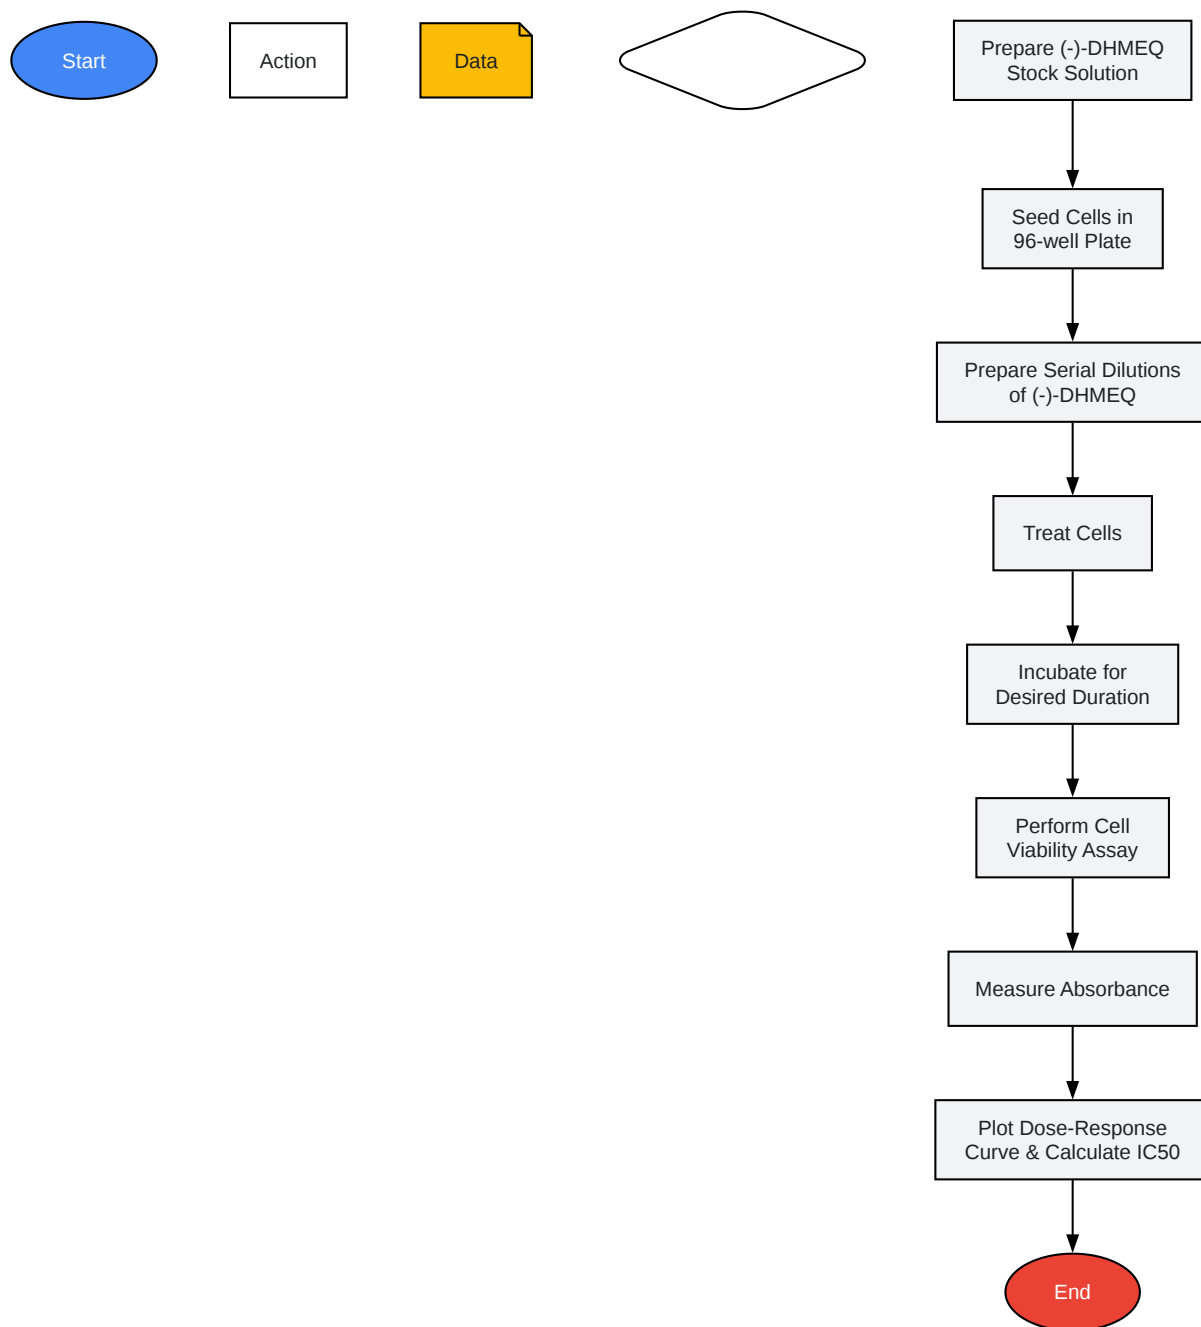 Start
Action
Data
Prepare (-)-DHMEQ
Stock Solution
Seed Cells in
96-well Plate
Prepare Serial Dilutions
of (-)-DHMEQ
Treat Cells
Incubate for
Desired Duration
Perform Cell
Viability Assay
Measure Absorbance
Plot Dose-Response
Curve & Calculate IC50
End